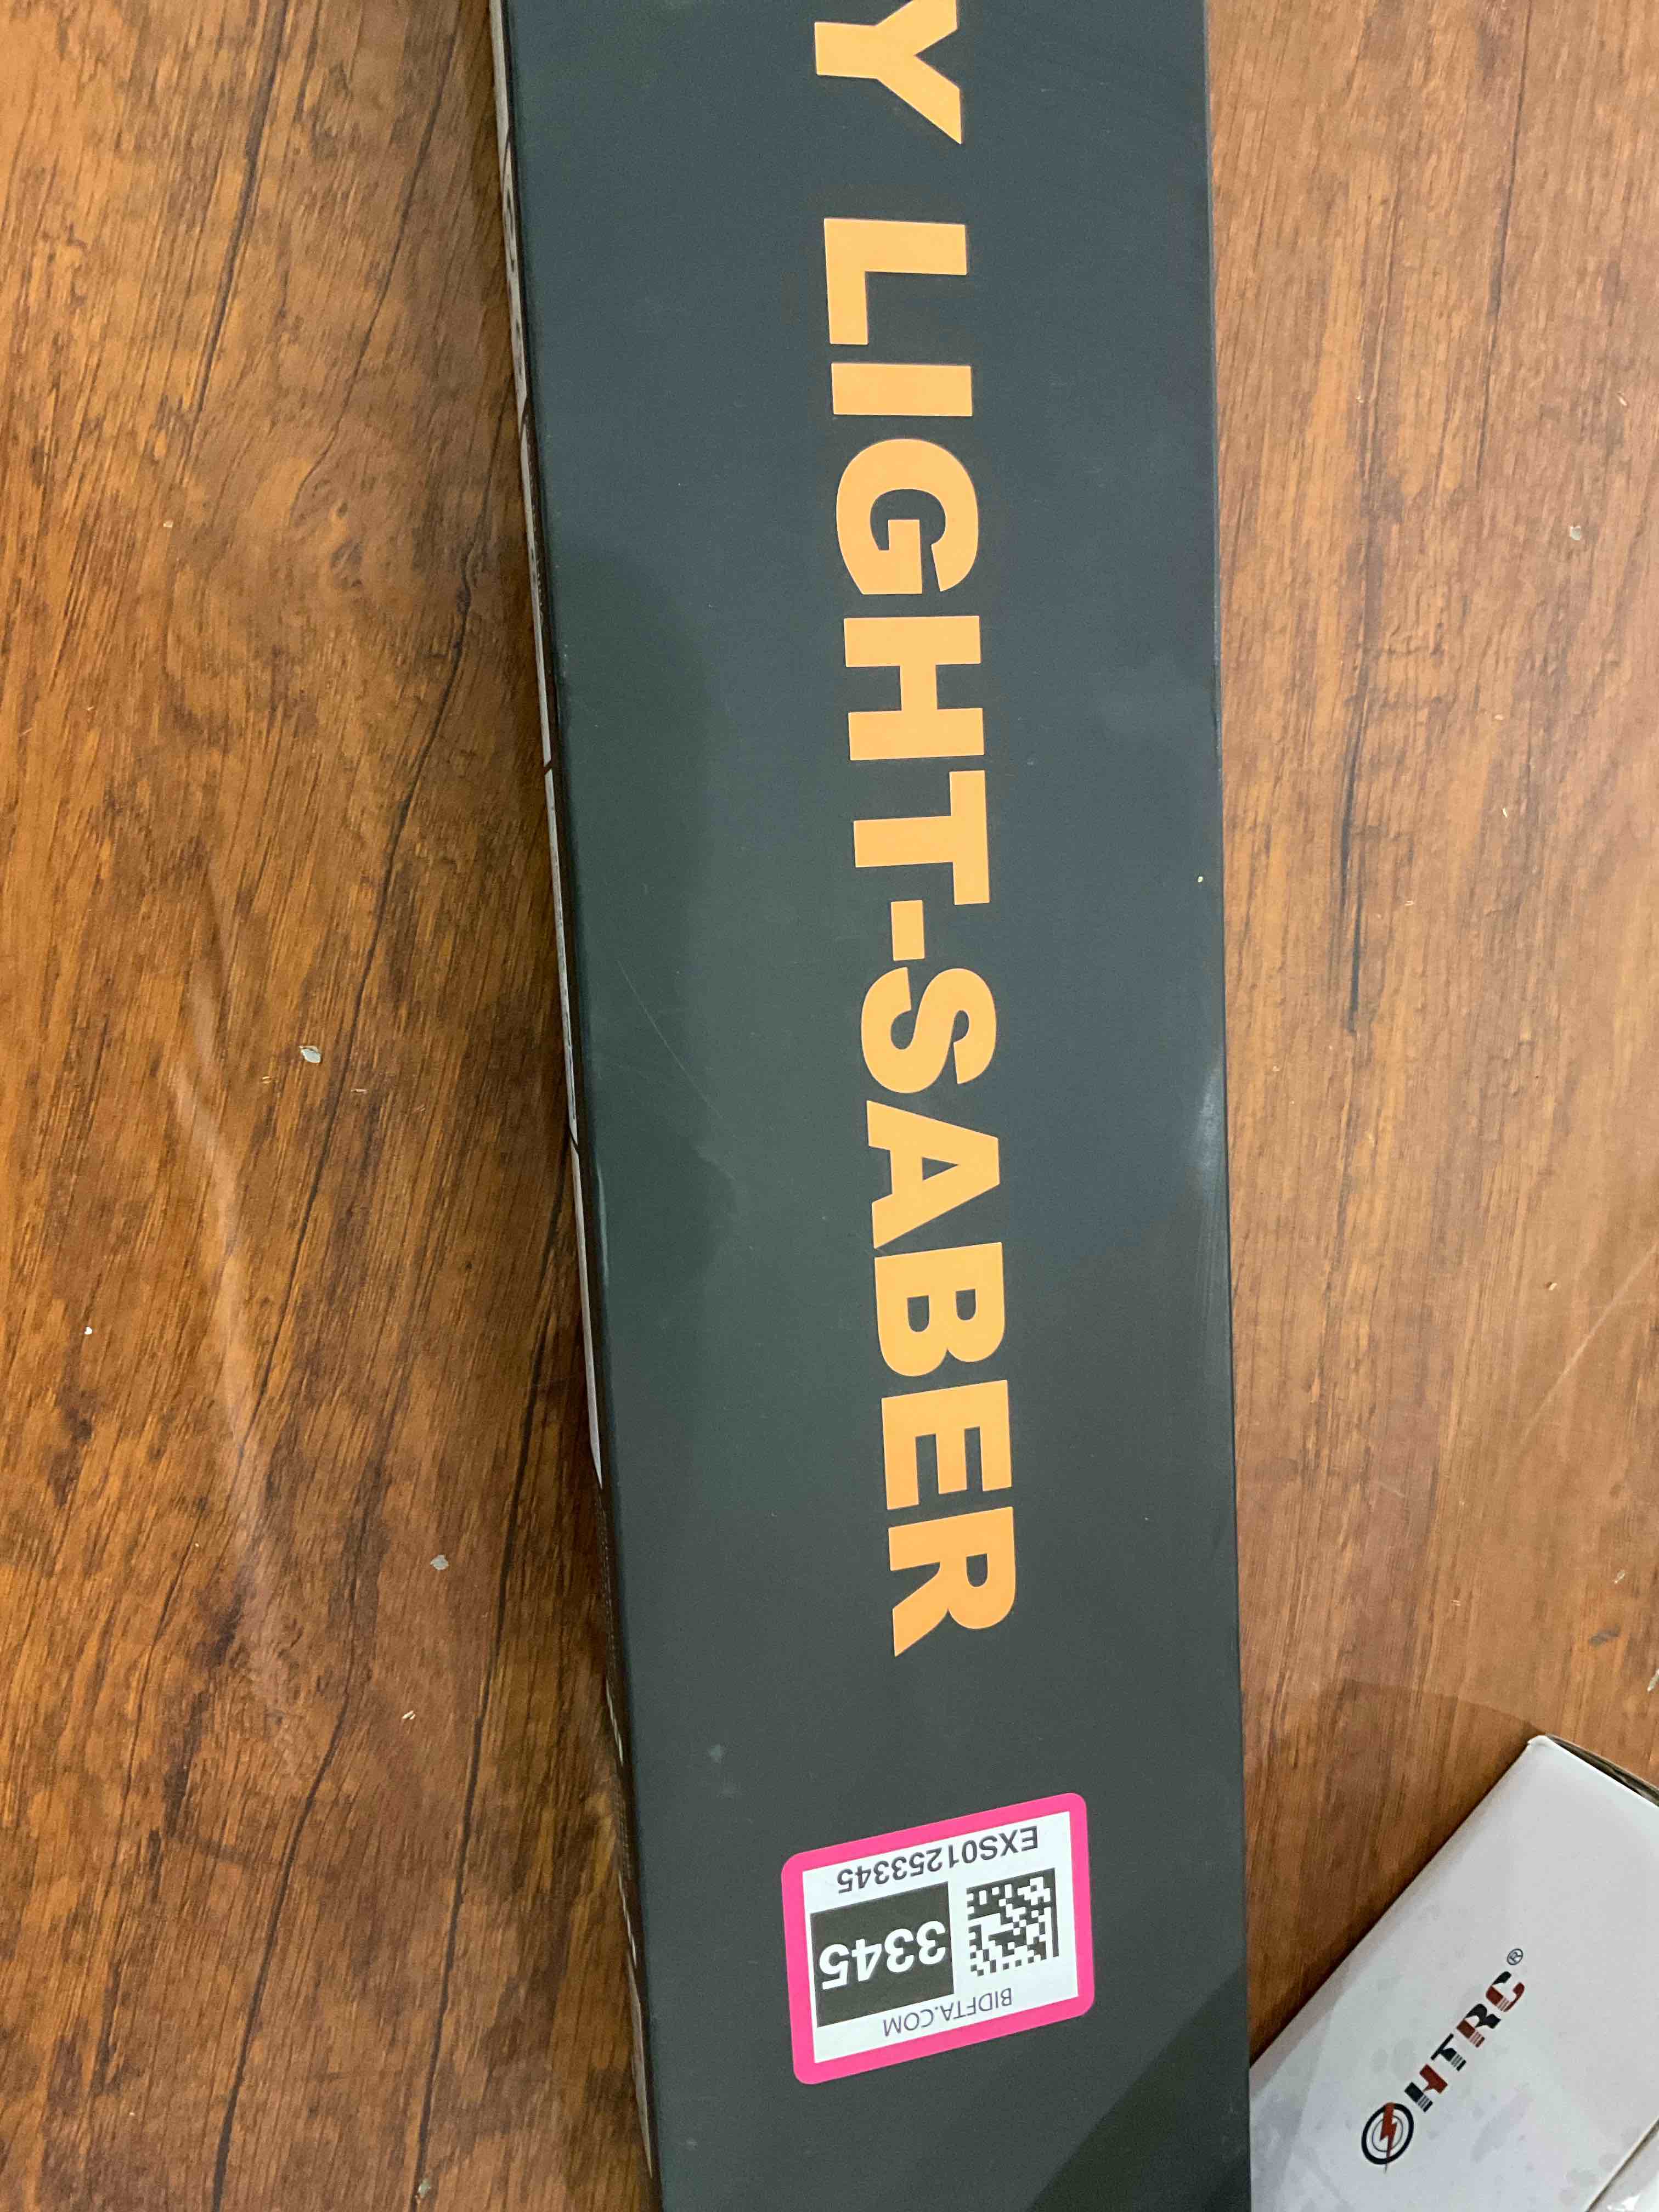 Y LIGHT-SABER
BIDFTA.COM
3345
EXS01253345
HTRC®